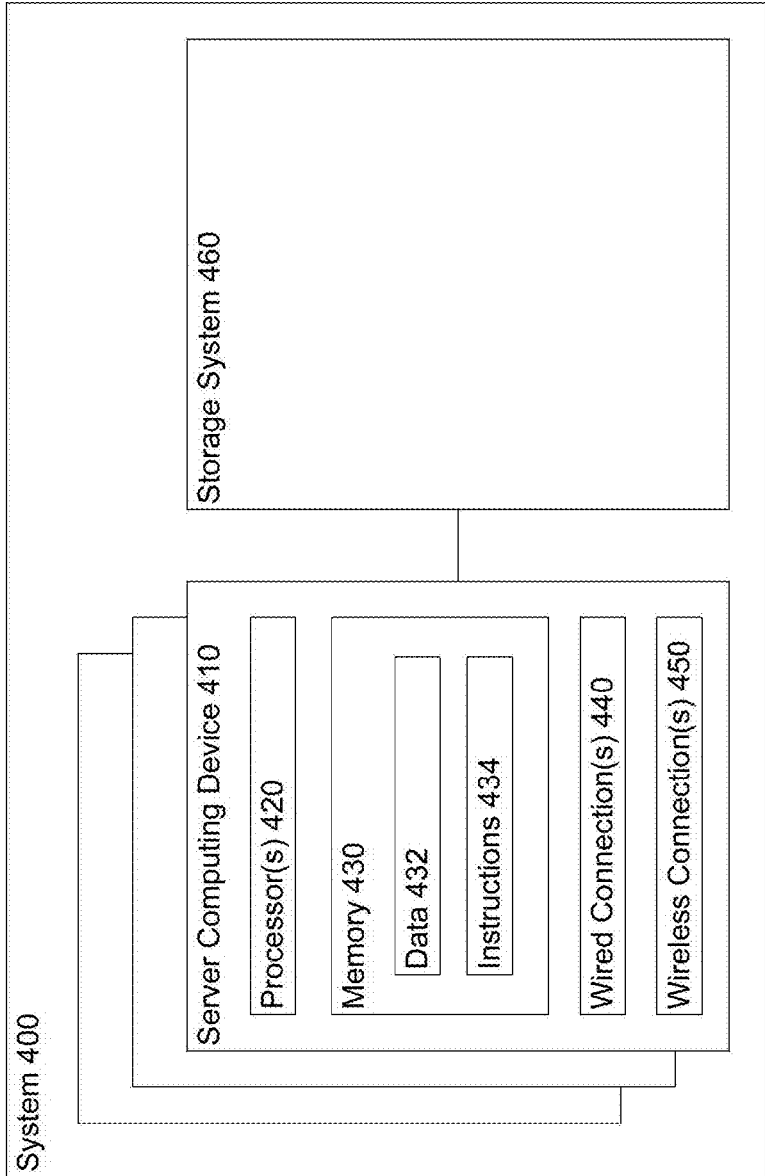 System 400
Server Computing Device 410
Processor(s) 420
Memory 430
Data 432
Instructions 434
Wired Connection(s) 440
Wireless Connection(s) 450
Storage System 460